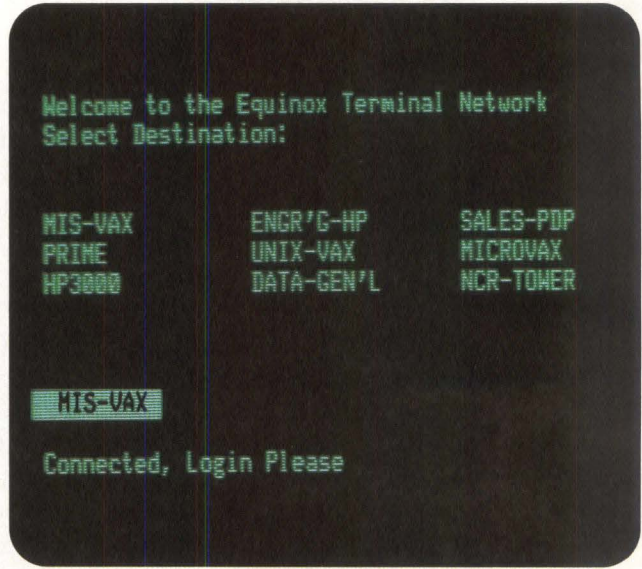 Welcome to the Equinox Terminal Network
Select Destination:
MIS-VAX ENGR'G-HP SALES-PDP
PRIME UNIX-VAX MICROVAX
HP3000 DATA-GEN'L NCR-TOWER
MIS-VAX
Connected, Login Please